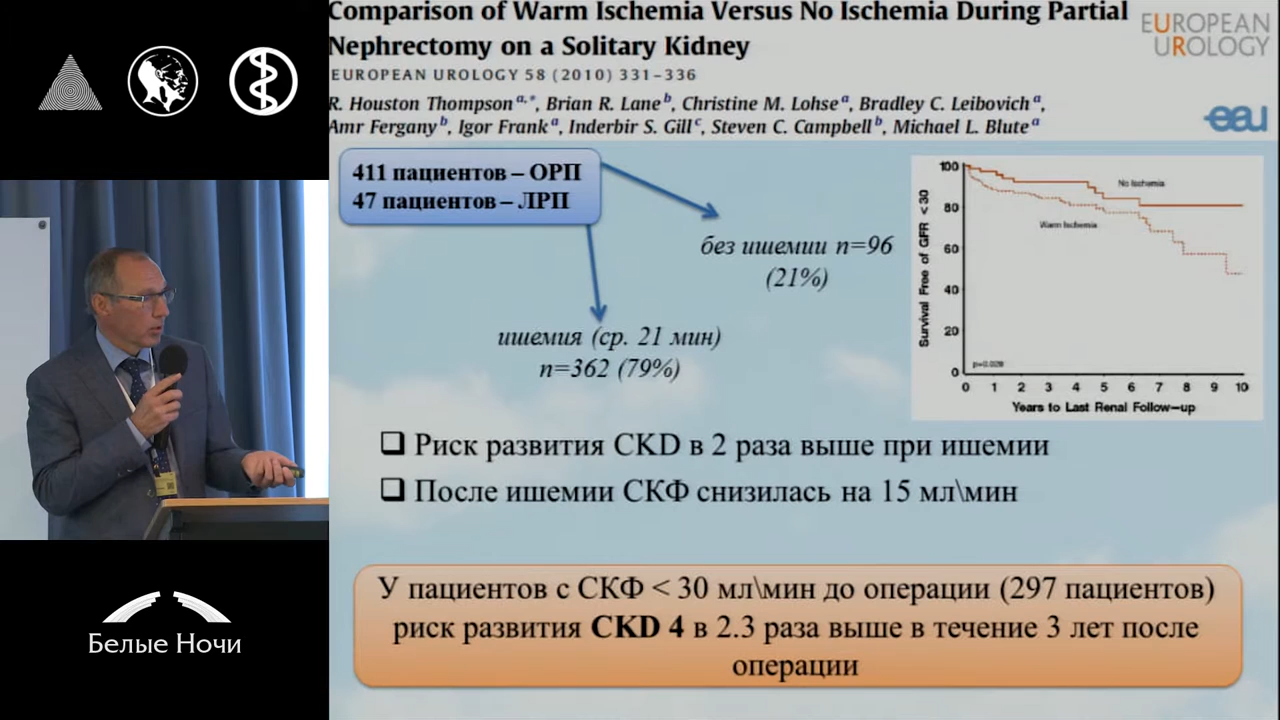 Comparison of Warm Ischemia Versus No Ischemia During Partial
Nephrectomy on a Solitary Kidney
EUROPEAN UROLOGY 58 (2010) 331–336
R. Houston Thompson a,*, Brian R. Lane b, Christine M. Lohse a, Bradley C. Leibovich a,
Amr Fergany b, Igor Frank a, Inderbir S. Gill c, Steven C. Campbell b, Michael L. Blute a
EUROPEAN
UROLOGY
eau
411 пациентов – ОРП
47 пациентов – ЛРП
без ишемии n=96
(21%)
ишемия (ср. 21 мин)
n=362 (79%)
Survival Free of GFR <30
100
80
60
40
20
0
No Ischemia
Warm Ischemia
p=0.028
0 1 2 3 4 5 6 7 8 9 10
Years to Last Renal Follow-up
❑ Риск развития CKD в 2 раза выше при ишемии
❑ После ишемии СКФ снизилась на 15 мл\мин
У пациентов с СКФ < 30 мл\мин до операции (297 пациентов)
риск развития CKD 4 в 2.3 раза выше в течение 3 лет после
операции
Белые Ночи